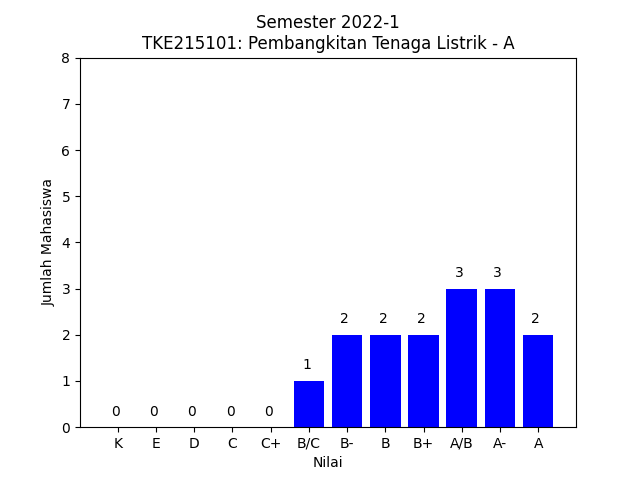 Semester 2022-1
TKE215101: Pembangkitan Tenaga Listrik - A
8
7
6
5
4
3
2
1
0
Jumlah Mahasiswa
0 0 0 0 0 1 2 2 2 3 3 2
K E D C C+ B/C B- B B+ A/B A- A
Nilai